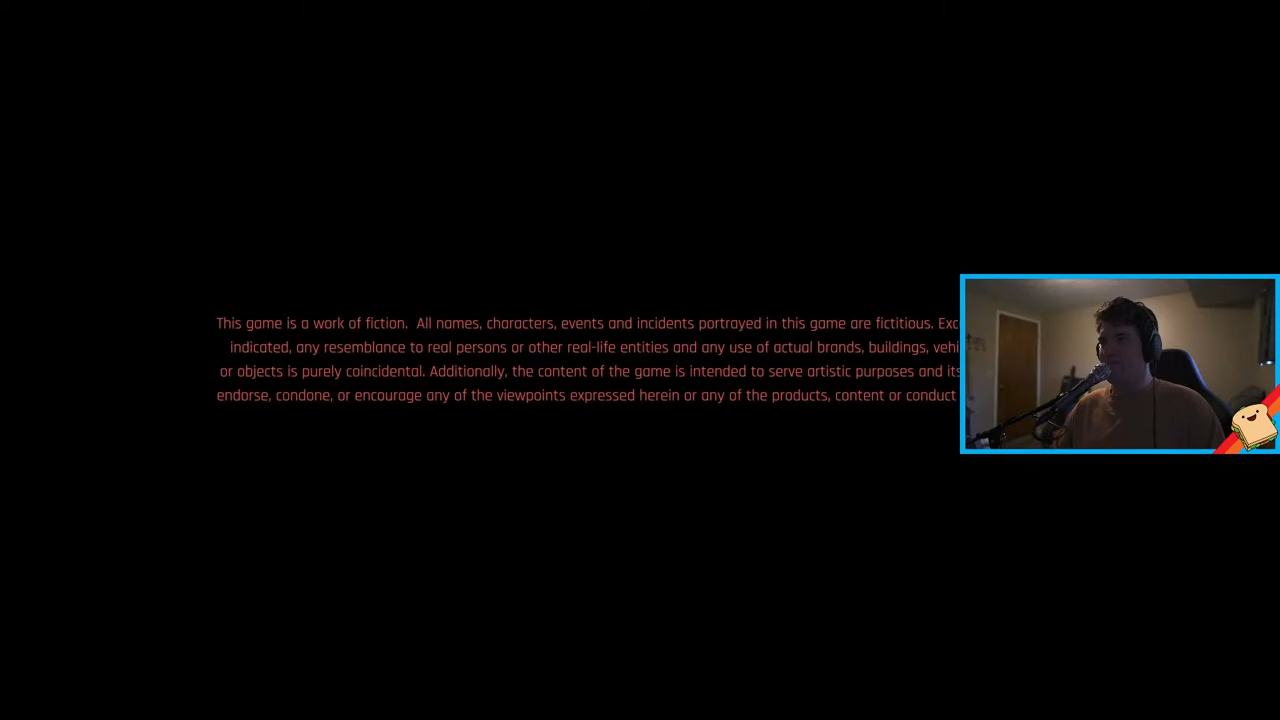 This game is a work of fiction.  All names, characters, events and incidents portrayed in this game are fictitious.
indicated, any resemblance to real persons or other real-life entities and any use of actual brands, buildings,
or objects is purely coincidental. Additionally, the content of the game is intended to serve artistic purposes and its
endorse, condone, or encourage any of the viewpoints expressed herein or any of the products, content or conduct